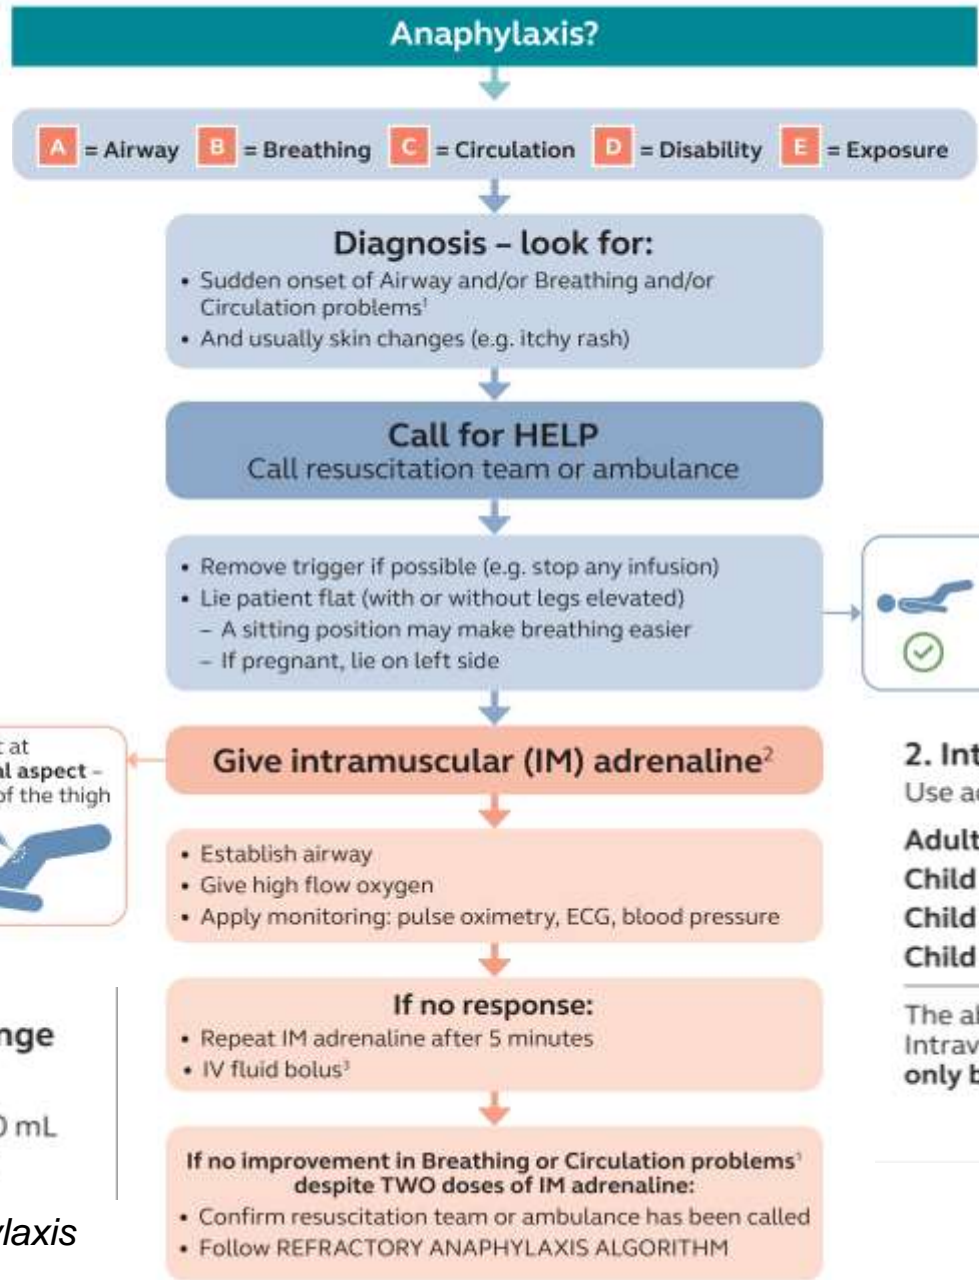 Anaphylaxis?
A = Airway B = Breathing C = Circulation D = Disability E = Exposure
Diagnosis – look for:
• Sudden onset of Airway and/or Breathing and/or
Circulation problems¹
• And usually skin changes (e.g. itchy rash)
Call for HELP
Call resuscitation team or ambulance
• Remove trigger if possible (e.g. stop any infusion)
• Lie patient flat (with or without legs elevated)
– A sitting position may make breathing easier
– If pregnant, lie on left side
Give intramuscular (IM) adrenaline²
at
aspect –
of the thigh
• Establish airway
• Give high flow oxygen
• Apply monitoring: pulse oximetry, ECG, blood pressure
If no response:
• Repeat IM adrenaline after 5 minutes
• IV fluid bolus³
If no improvement in Breathing or Circulation problems¹
despite TWO doses of IM adrenaline:
• Confirm resuscitation team or ambulance has been called
• Follow REFRACTORY ANAPHYLAXIS ALGORITHM
2. Int
Use
Adult
Child
Child
Child
The
Intrav
only
nge
0 mL
ylaxis